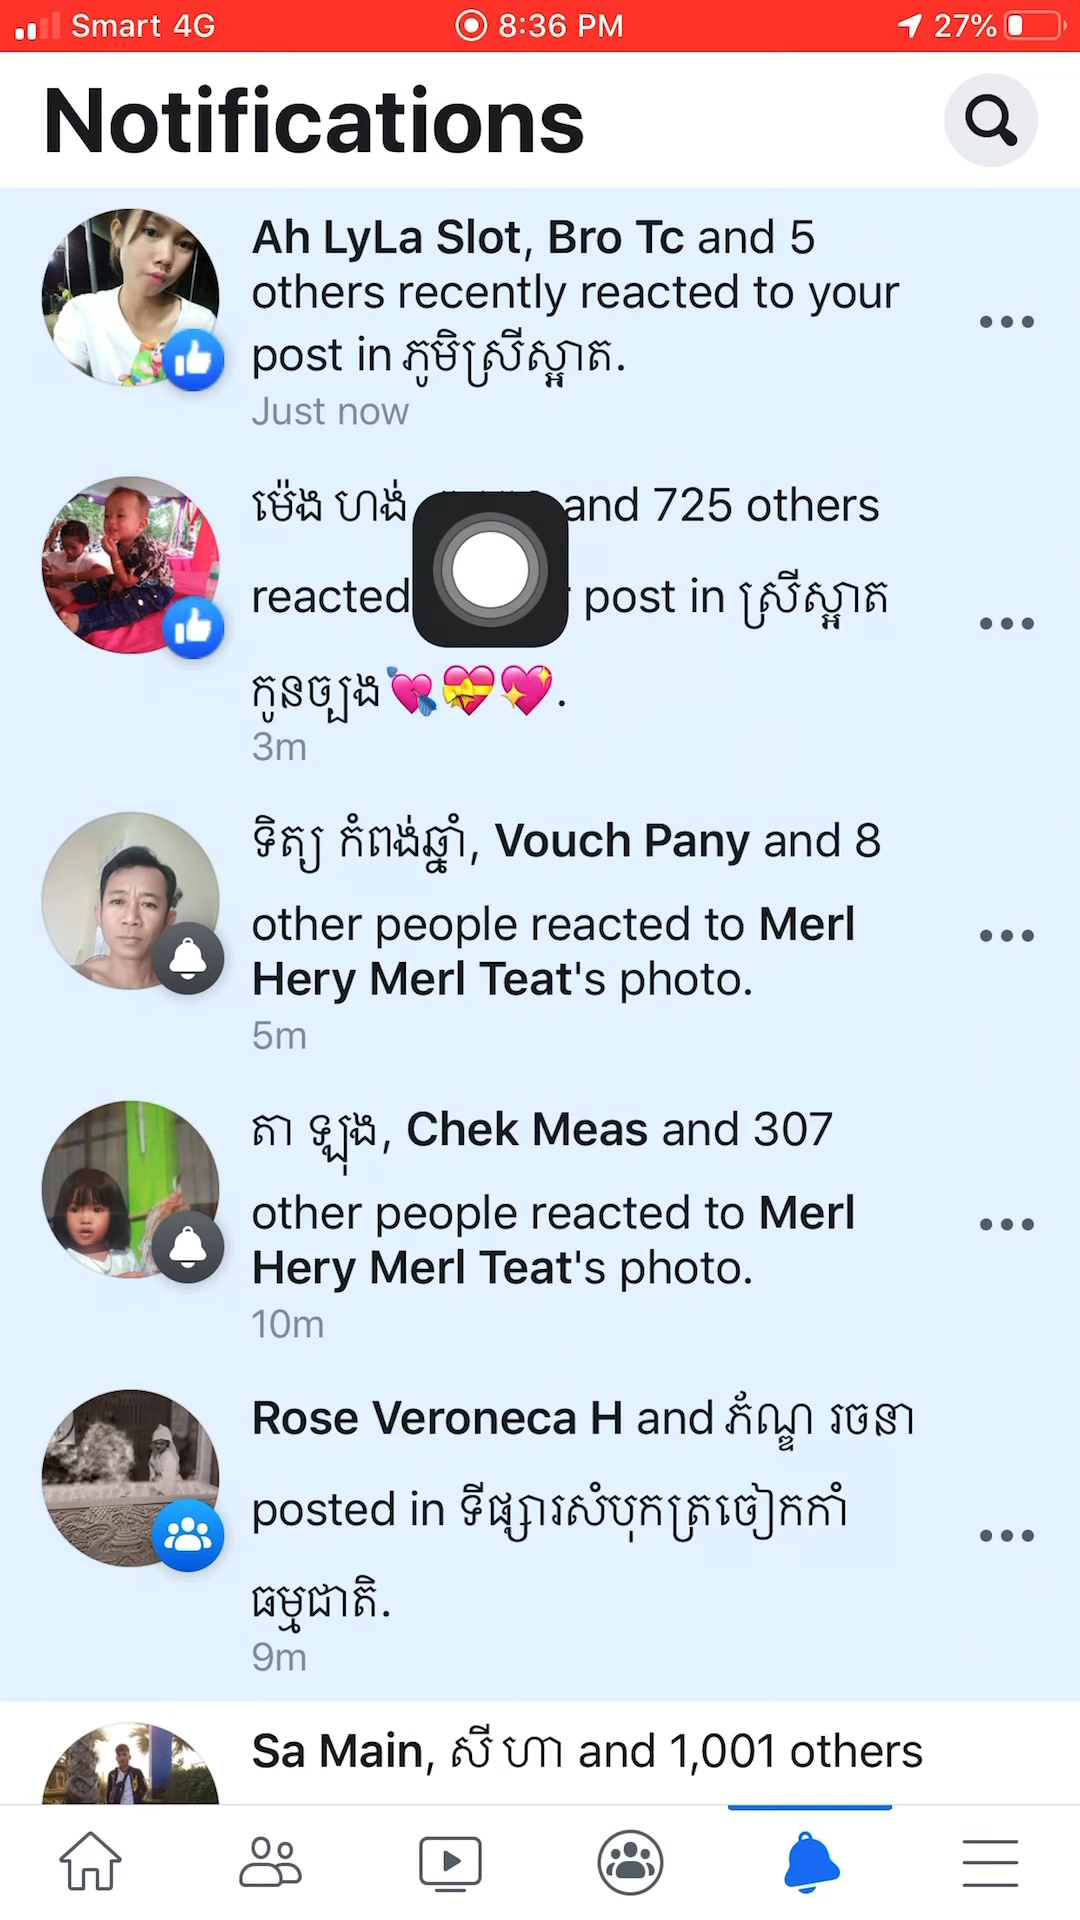 Smart 4G
8:36 PM
27%
Notifications
Ah LyLa Slot, Bro Tc and 5
others recently reacted to your
post in ភូមិស្រីស្អាត.
Just now
ម៉េង ហង់ and 725 others
reacted post in ស្រីស្អាត
កូនច្បង💘💝💖.
3m
ទិត្យ កំពង់ឆ្នាំ, Vouch Pany and 8
other people reacted to Merl
Hery Merl Teat's photo.
5m
តា ឡុង, Chek Meas and 307
other people reacted to Merl
Hery Merl Teat's photo.
10m
Rose Veroneca H and ភ័ណ្ឌ រចនា
posted in ទីផ្សារសំបុកត្រចៀកកាំ
ធម្មជាតិ.
9m
Sa Main, សី ហា and 1,001 others